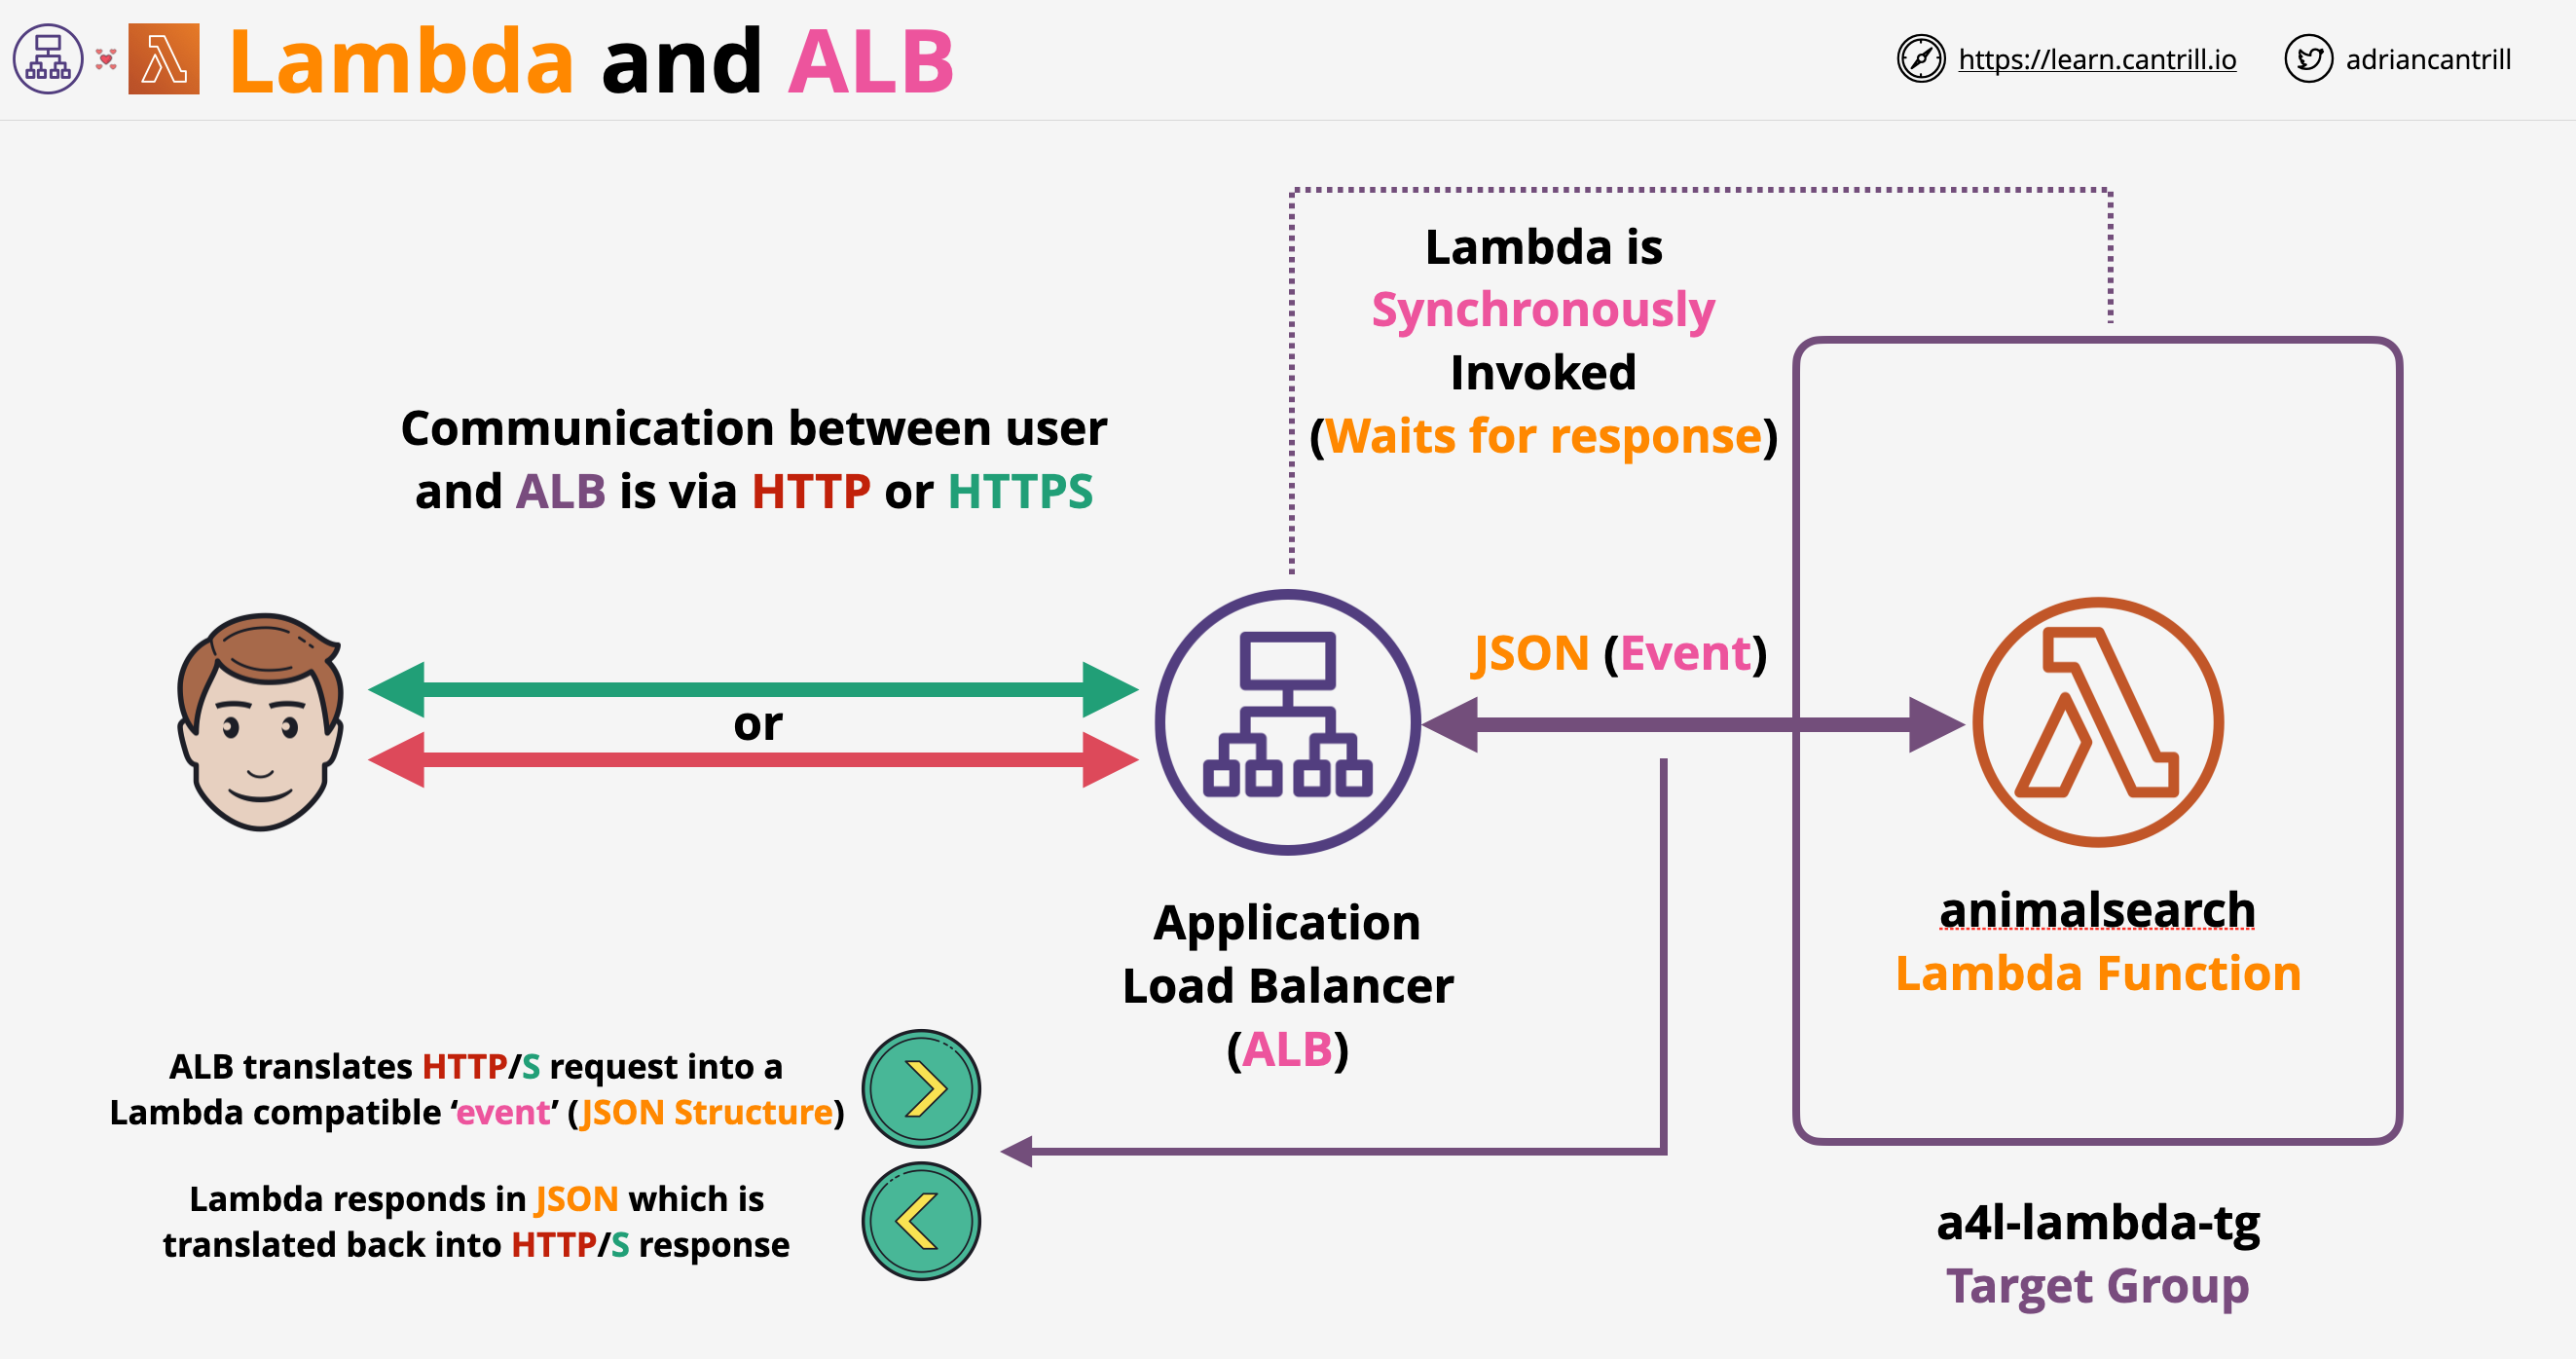 Lambda and ALB
https://learn.cantrill.io
adriancantrill
Lambda is
Synchronously
Invoked
(Waits for response)
Communication between user
and ALB is via HTTP or HTTPS
or
JSON (Event)
Application
Load Balancer
(ALB)
animalsearch
Lambda Function
ALB translates HTTP/S request into a
Lambda compatible ‘event’ (JSON Structure)
Lambda responds in JSON which is
translated back into HTTP/S response
a4l-lambda-tg
Target Group